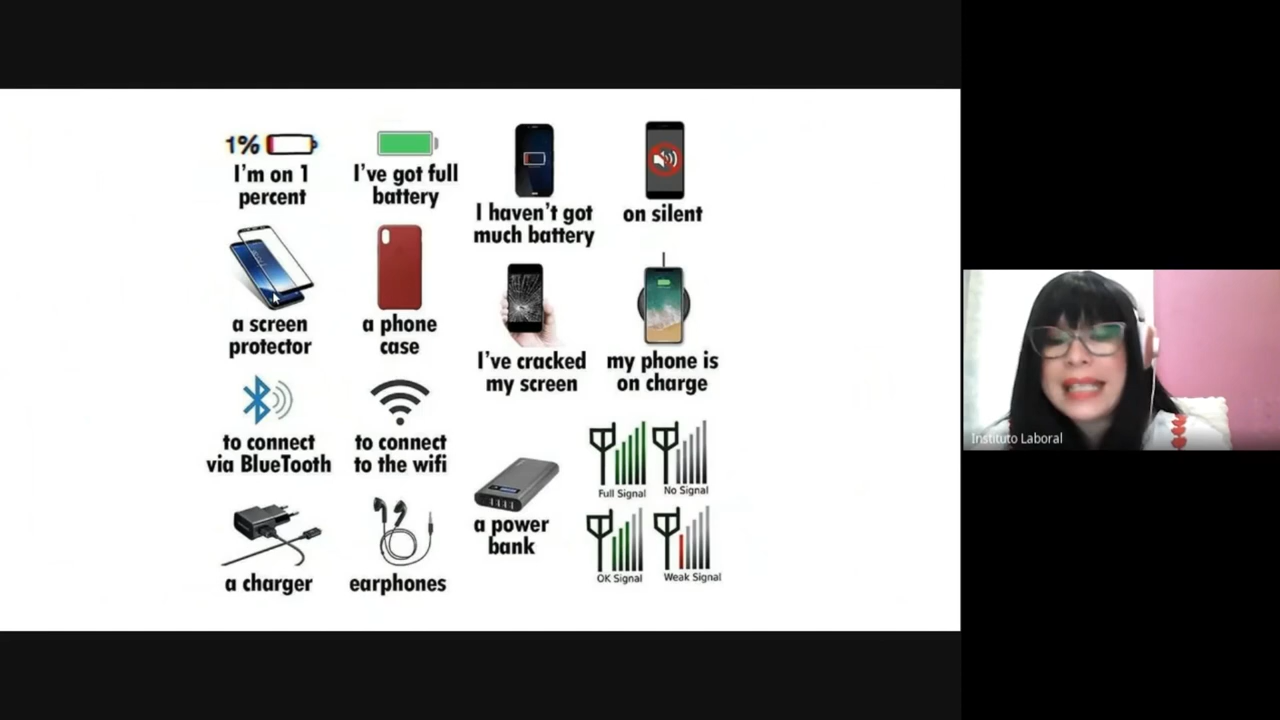 1%
I'm on 1
percent
I've got full
battery
I haven't got
much battery
on silent
a screen
protector
a phone
case
I've cracked
my screen
my phone is
on charge
to connect
via BlueTooth
to connect
to the wifi
a power
bank
Full Signal
No Signal
OK Signal
Weak Signal
a charger
earphones
Instituto Laboral